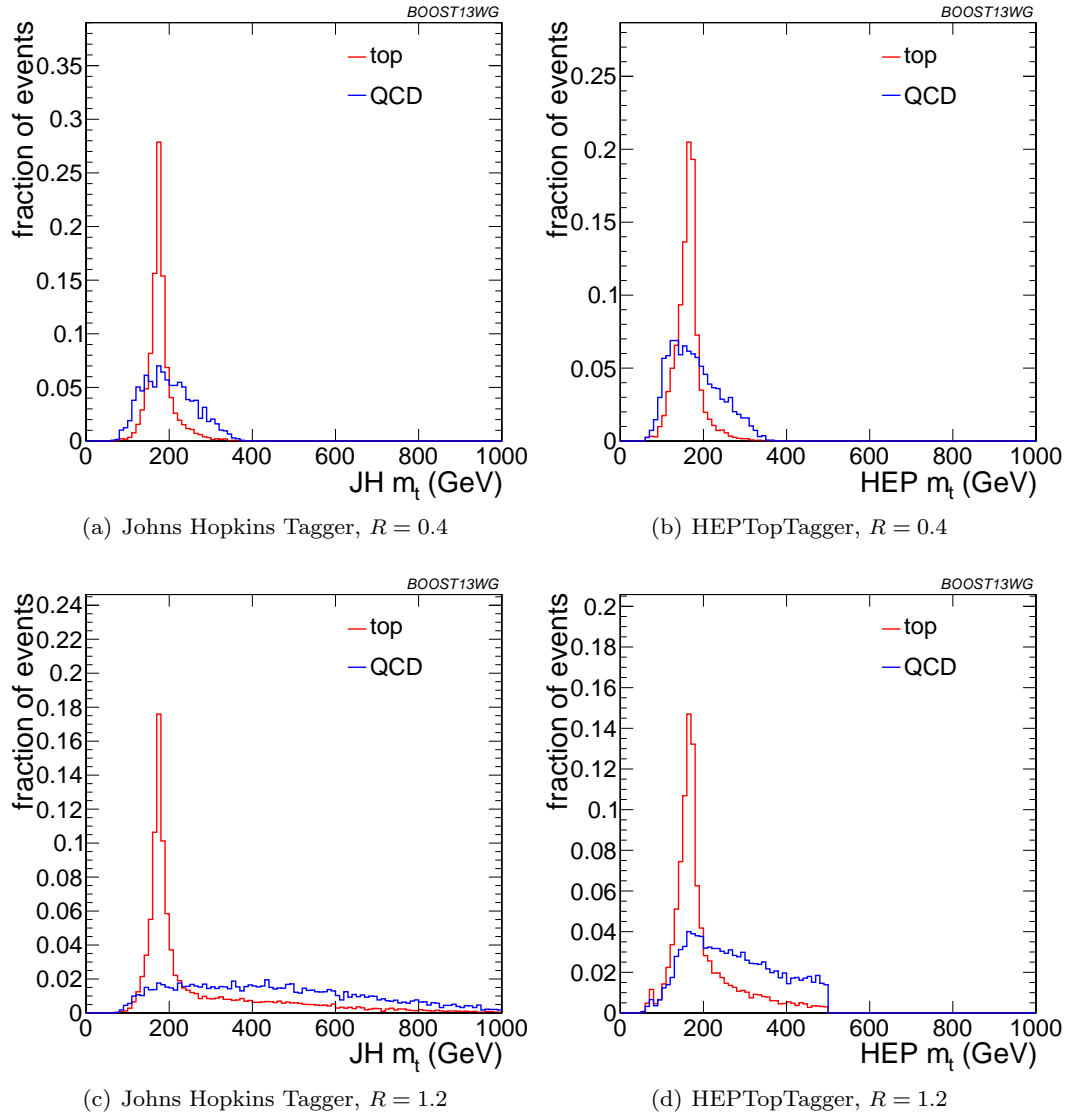 BOOST13WG
fraction of events
0.35
0.3
0.25
0.2
0.15
0.1
0.05
0
top
QCD
0 200 400 600 800 1000
JH m_t (GeV)
(a) Johns Hopkins Tagger, R = 0.4
BOOST13WG
fraction of events
0.25
0.2
0.15
0.1
0.05
0
top
QCD
0 200 400 600 800 1000
HEP m_t (GeV)
(b) HEPTopTagger, R = 0.4
BOOST13WG
fraction of events
0.24
0.22
0.2
0.18
0.16
0.14
0.12
0.1
0.08
0.06
0.04
0.02
0
top
QCD
0 200 400 600 800 1000
JH m_t (GeV)
(c) Johns Hopkins Tagger, R = 1.2
BOOST13WG
fraction of events
0.2
0.18
0.16
0.14
0.12
0.1
0.08
0.06
0.04
0.02
0
top
QCD
0 200 400 600 800 1000
HEP m_t (GeV)
(d) HEPTopTagger, R = 1.2